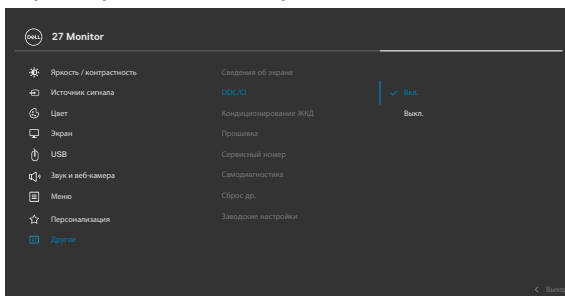 DELL
27 Monitor
Яркость / контрастность
Источник сигнала
Цвет
Экран
USB
Звук и веб-камера
Меню
Персонализация
Другое
Сведения об экране
DDC/CI
Кондиционирование ЖКД
Прошивка
Сервисный номер
Самодиагностика
Сброс др.
Заводские настройки
Вкл.
Выкл.
Выход